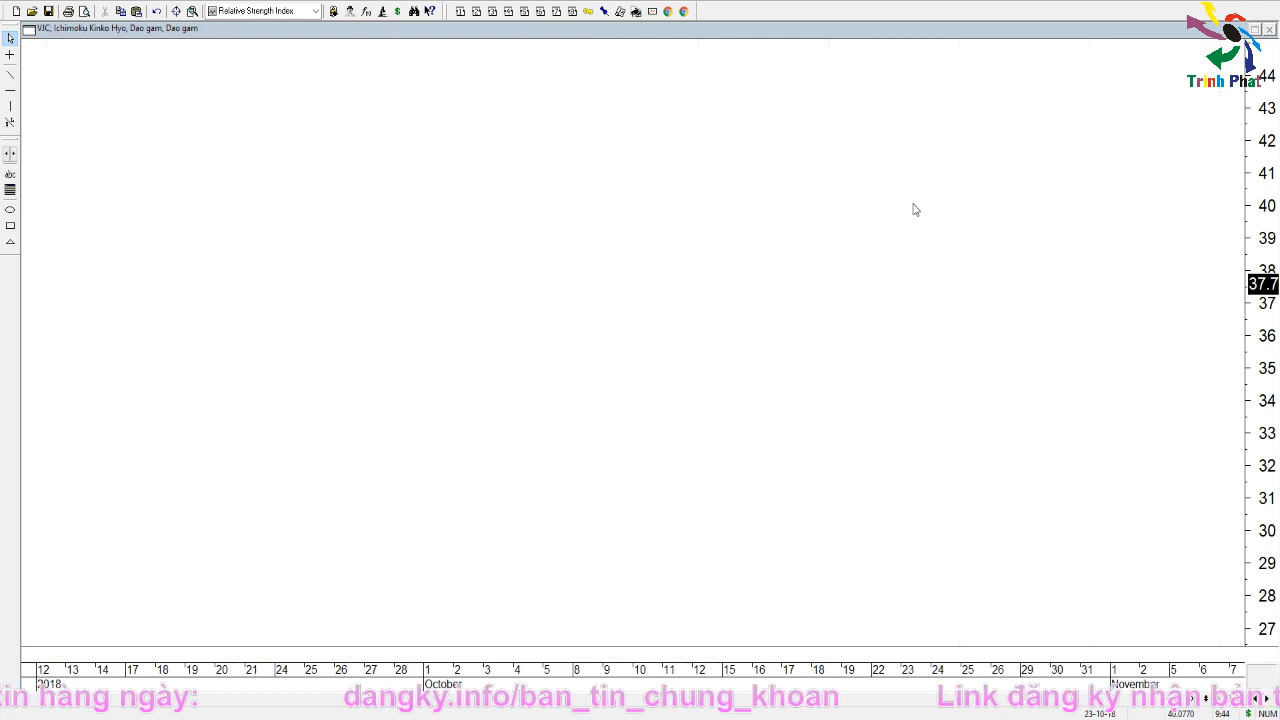 Relative Strength Index
VJC, Ichimoku Kinko Hyo, Dao gam, Dao gam
Trinh Phat
44
43
42
41
40
39
38
37.7
37
36
35
34
33
32
31
30
29
28
27
abc
12 13 14 17 18 19 20 21 24 25 26 27 28 1 2 3 4 5 8 9 10 11 12 15 16 17 18 19 22 23 24 25 26 29 30 31 1 2 5 6 7
2018 October November
tin hàng ngày: dangky.info/ban_tin_chung_khoan Link đăng ký nhận bản t
23-10-18 40.0770 9:44 $ NUM